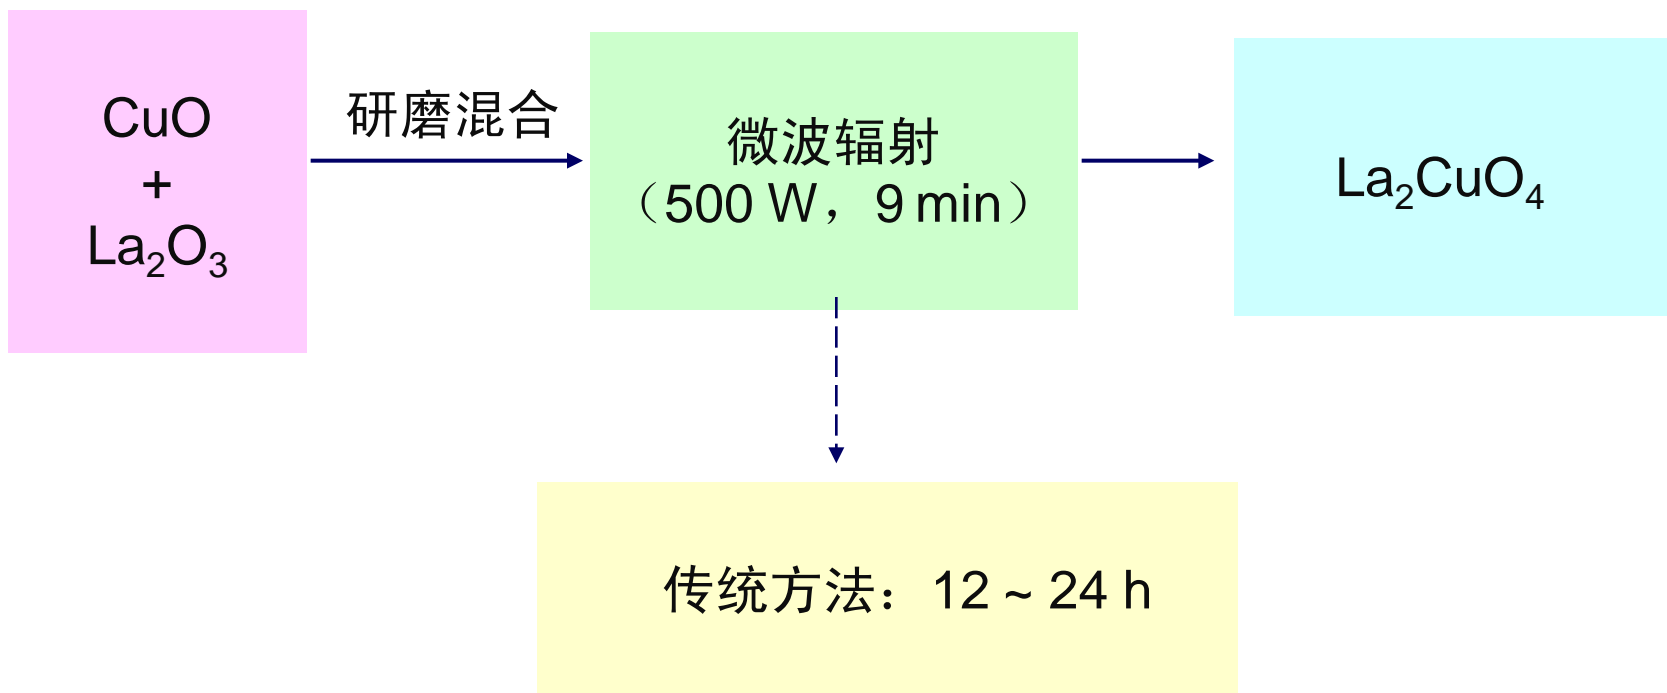 CuO
+
La₂O₃
研磨混合
微波辐射
（500 W，9 min）
La₂CuO₄
传统方法：12 ~ 24 h